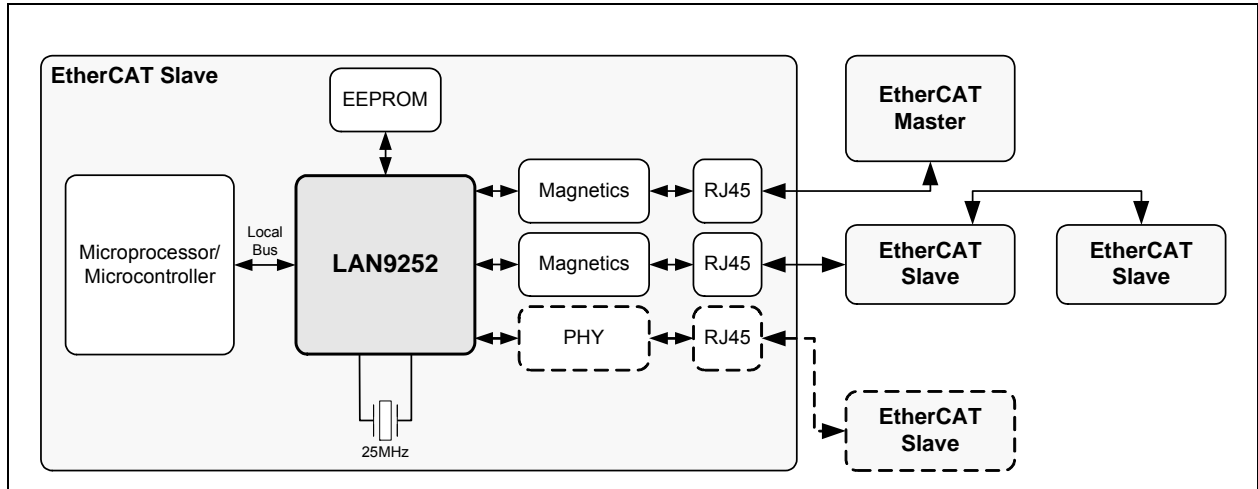 EtherCAT Slave
EEPROM
EtherCAT
Master
Magnetics
RJ45
Microprocessor/
Microcontroller
Local
Bus
LAN9252
Magnetics
RJ45
EtherCAT
Slave
EtherCAT
Slave
PHY
RJ45
25MHz
EtherCAT
Slave